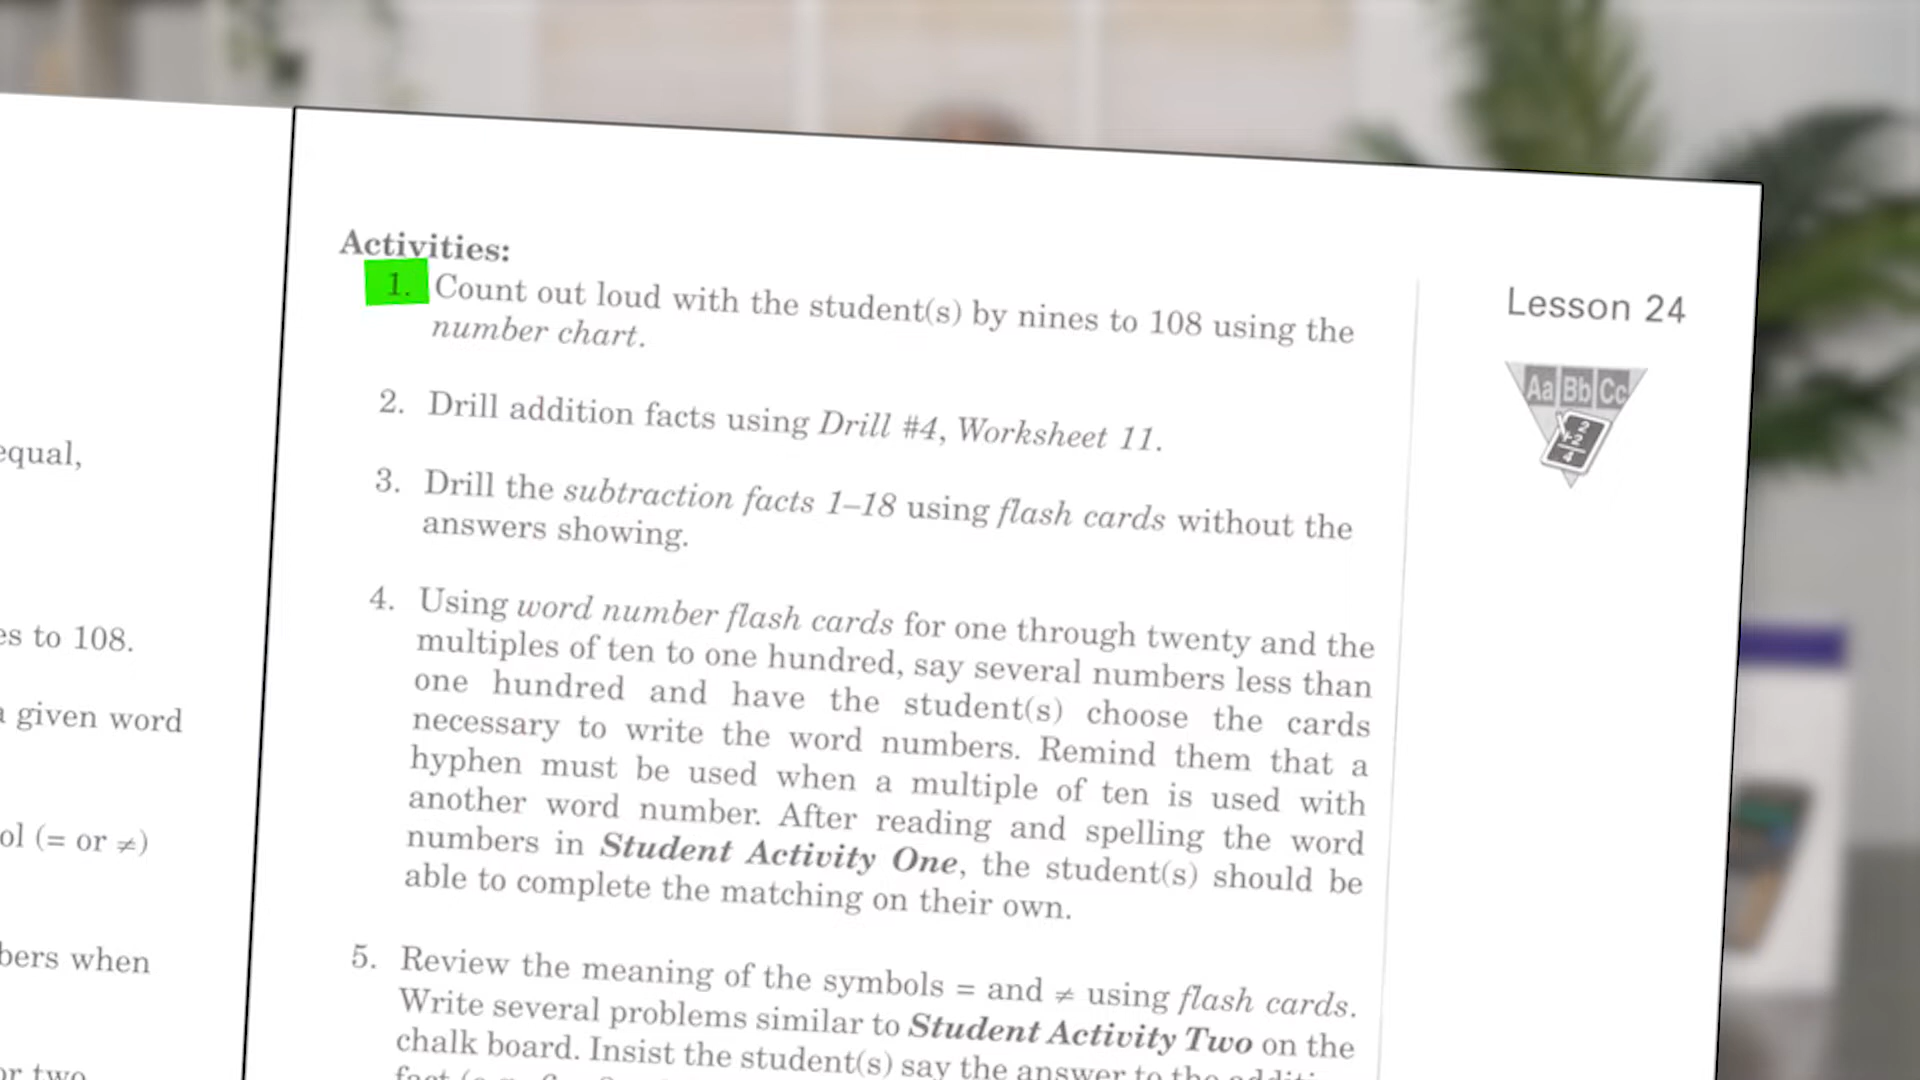 equal,
es to 108.
a given word
ol (= or ≠)
bers when
or two
Activities:
1. Count out loud with the student(s) by nines to 108 using the
number chart.
2. Drill addition facts using Drill #4, Worksheet 11.
3. Drill the subtraction facts 1–18 using flash cards without the
answers showing.
4. Using word number flash cards for one through twenty and the
multiples of ten to one hundred, say several numbers less than
one hundred and have the student(s) choose the cards
necessary to write the word numbers. Remind them that a
hyphen must be used when a multiple of ten is used with
another word number. After reading and spelling the word
numbers in Student Activity One, the student(s) should be
able to complete the matching on their own.
5. Review the meaning of the symbols = and ≠ using flash cards.
Write several problems similar to Student Activity Two on the
chalk board. Insist the student(s) say the answer to the
Lesson 24
Aa Bb Cc
2
+2
4